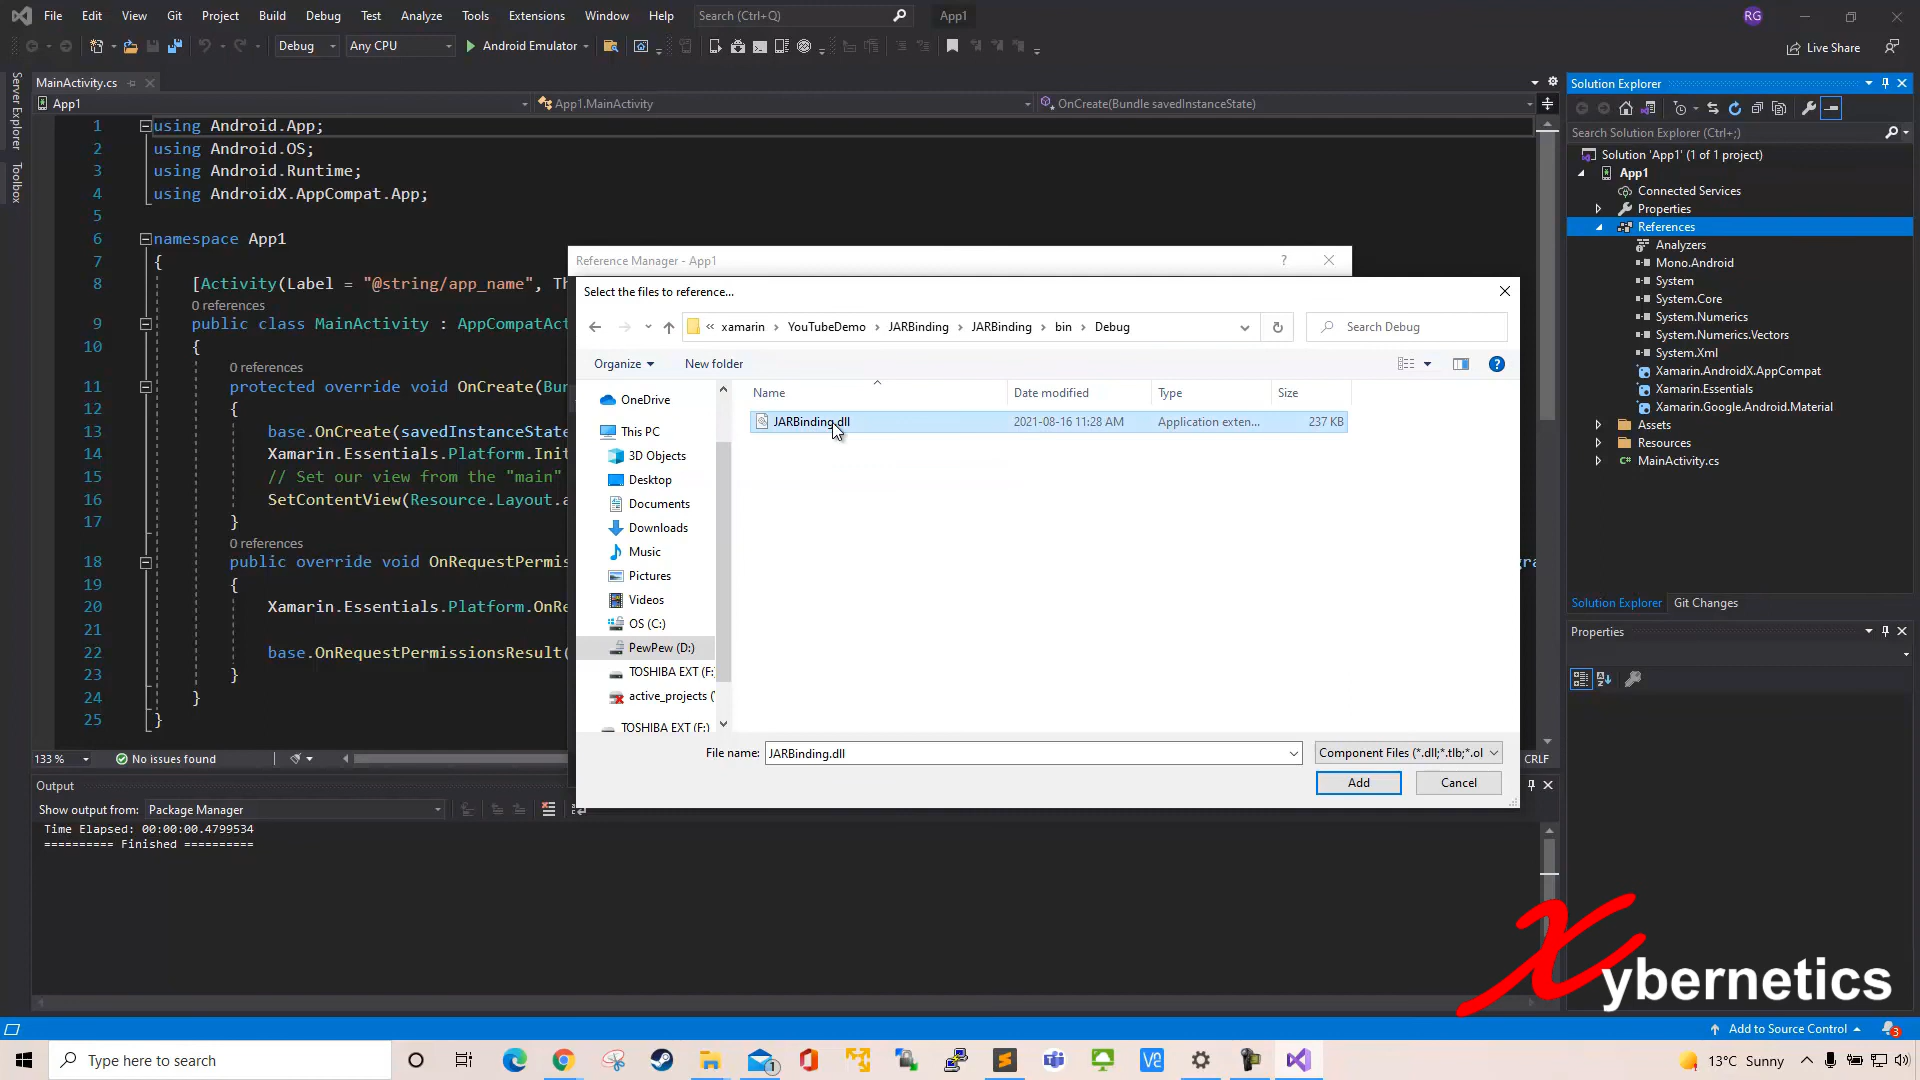 File Edit View Git Project Build Debug Test Analyze Tools Extensions Window Help Search (Ctrl+Q) App1 RG
Debug Any CPU Android Emulator Live Share
Server Explorer
Toolbox
MainActivity.cs
App1 App1.MainActivity OnCreate(Bundle savedInstanceState)
1 using Android.App;
2 using Android.OS;
3 using Android.Runtime;
4 using AndroidX.AppCompat.App;
5
6 namespace App1
7 {
8 [Activity(Label = "@string/app_name", Th
0 references
9 public class MainActivity : AppCompatAct
10 {
0 references
11 protected override void OnCreate(Bun
12 {
13 base.OnCreate(savedInstanceState
14 Xamarin.Essentials.Platform.Init
15 // Set our view from the "main"
16 SetContentView(Resource.Layout.a
17 }
0 references
18 public override void OnRequestPermis
19 {
20 Xamarin.Essentials.Platform.OnRe
21
22 base.OnRequestPermissionsResult(
23 }
24 }
25 }
133 % No issues found CRLF
Output
Show output from: Package Manager
Time Elapsed: 00:00:00.4799534
========== Finished ==========
Reference Manager - App1 ?
Select the files to reference...
« xamarin YouTubeDemo JARBinding JARBinding bin Debug Search Debug
Organize New folder
Name Date modified Type Size
JARBinding.dll 2021-08-16 11:28 AM Application exten... 237 KB
OneDrive
This PC
3D Objects
Desktop
Documents
Downloads
Music
Pictures
Videos
OS (C:)
PewPew (D:)
TOSHIBA EXT (F:
active_projects (
TOSHIBA EXT (F:)
File name: JARBinding.dll Component Files (*.dll;*.tlb;*.ol
Add Cancel
Solution Explorer
Search Solution Explorer (Ctrl+;)
Solution 'App1' (1 of 1 project)
App1
Connected Services
Properties
References
Analyzers
Mono.Android
System
System.Core
System.Numerics
System.Numerics.Vectors
System.Xml
Xamarin.AndroidX.AppCompat
Xamarin.Essentials
Xamarin.Google.Android.Material
Assets
Resources
MainActivity.cs
Solution Explorer Git Changes
Properties
Xybernetics
Add to Source Control 3
Type here to search 13°C Sunny